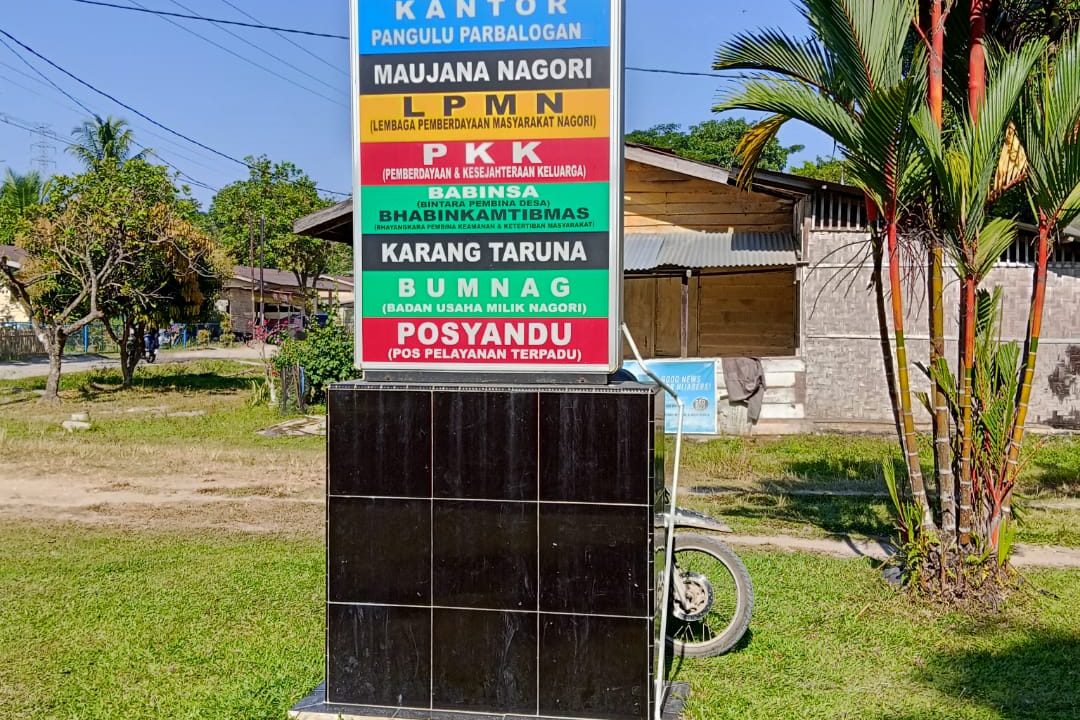 KANTOR
PANGULU PARBALOGAN
MAUJANA NAGORI
LPMN
(LEMBAGA PEMBERDAYAAN MASYARAKAT NAGORI)
PKK
(PEMBERDAYAAN & KESEJAHTERAAN KELUARGA)
BABINSA
(BINTARA PEMBINA DESA)
BHABINKAMTIBMAS
(BHAYANGKARA PEMBINA KEAMANAN & KETERTIBAN MASYARAKAT)
KARANG TARUNA
BUMNAG
(BADAN USAHA MILIK NAGORI)
POSYANDU
(POS PELAYANAN TERPADU)
NEWS